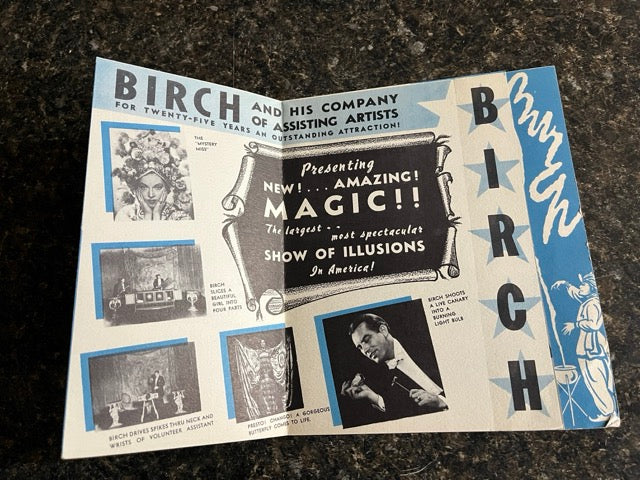 BIRCH AND HIS COMPANY
OF ASSISTING ARTISTS
FOR TWENTY-FIVE YEARS AN OUTSTANDING ATTRACTION!
THE
"MYSTERY
MISS"
Presenting
NEW!... AMAZING!
MAGIC!!
The largest - -
most spectacular
SHOW OF ILLUSIONS
In America!
BIRCH
SLICES A
BEAUTIFUL
GIRL INTO
FOUR PARTS
BIRCH SHOOTS
A LIVE CANARY
INTO A
BURNING
LIGHT BULB
BIRCH DRIVES SPIKES THRU NECK AND
WRISTS OF VOLUNTEER ASSISTANT
PRESTO! CHANGO! A GORGEOUS
BUTTERFLY COMES TO LIFE.
B
I
R
C
H
Birch